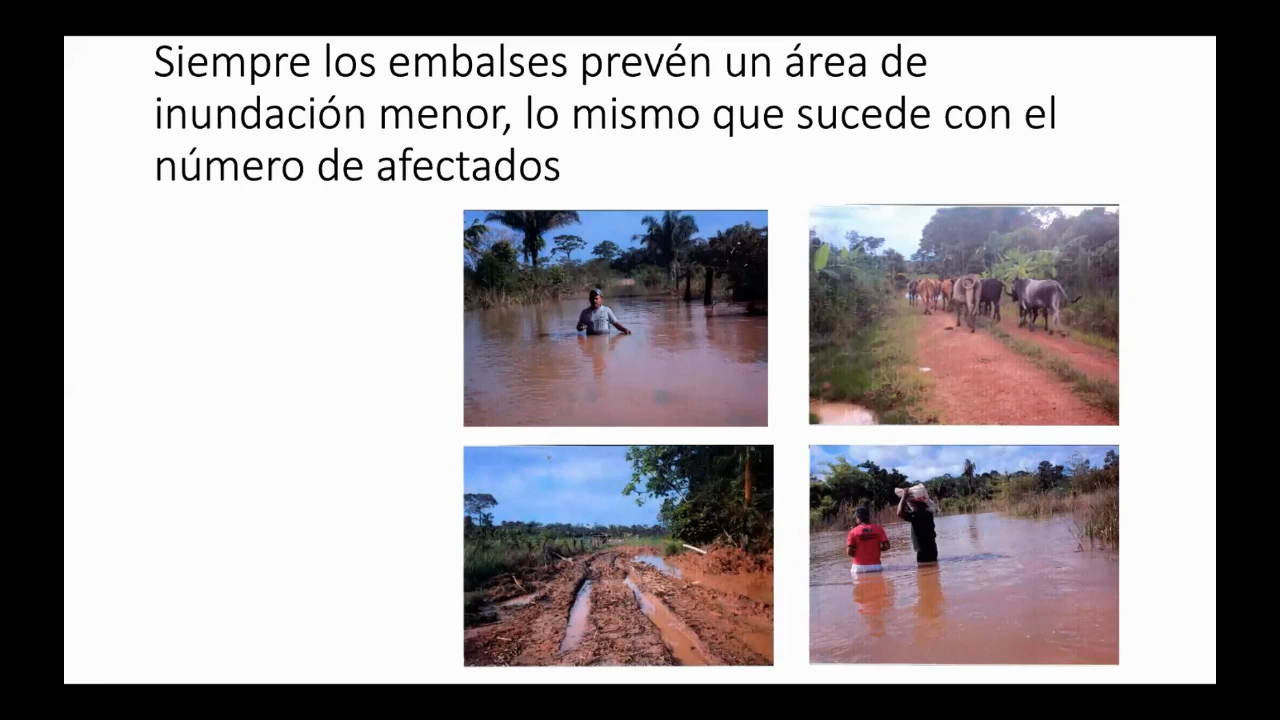 Siempre los embalses prevén un área de
inundación menor, lo mismo que sucede con el
número de afectados